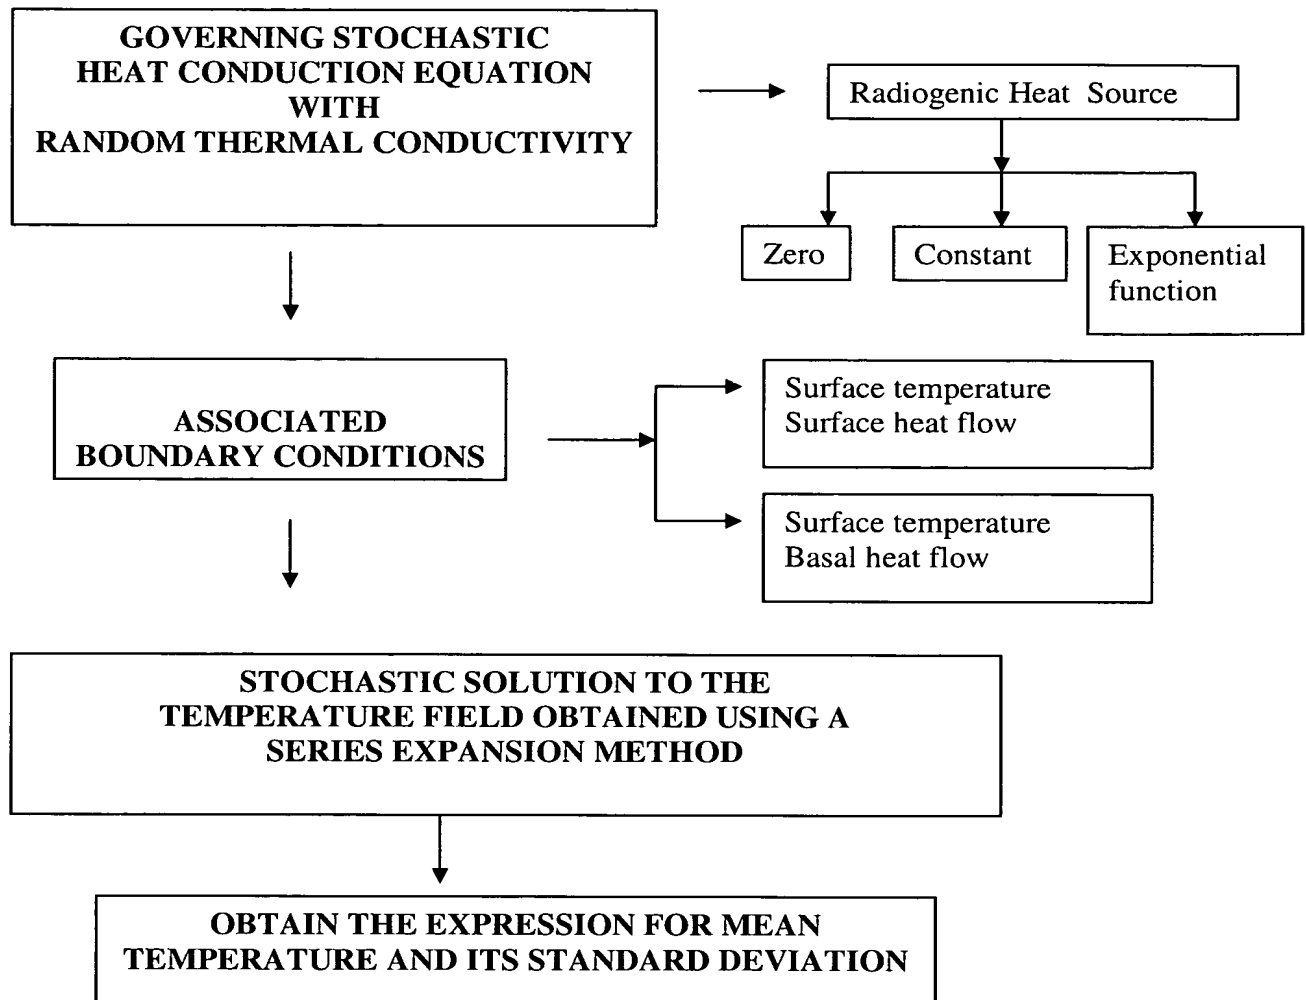 GOVERNING STOCHASTIC
HEAT CONDUCTION EQUATION
WITH
RANDOM THERMAL CONDUCTIVITY
Radiogenic Heat Source
Zero
Constant
Exponential
function
ASSOCIATED
BOUNDARY CONDITIONS
Surface temperature
Surface heat flow
Surface temperature
Basal heat flow
STOCHASTIC SOLUTION TO THE
TEMPERATURE FIELD OBTAINED USING A
SERIES EXPANSION METHOD
OBTAIN THE EXPRESSION FOR MEAN
TEMPERATURE AND ITS STANDARD DEVIATION